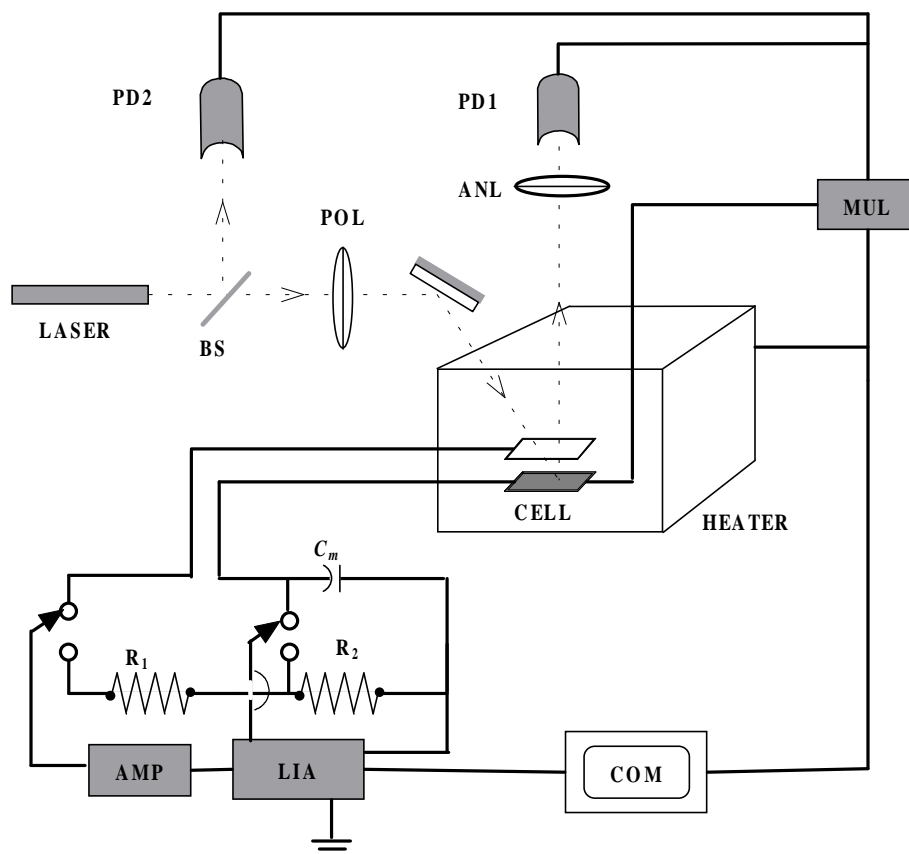 PD2
PD1
ANL
MUL
POL
LASER
BS
CELL
HEATER
Cm
R1
R2
AMP
LIA
COM